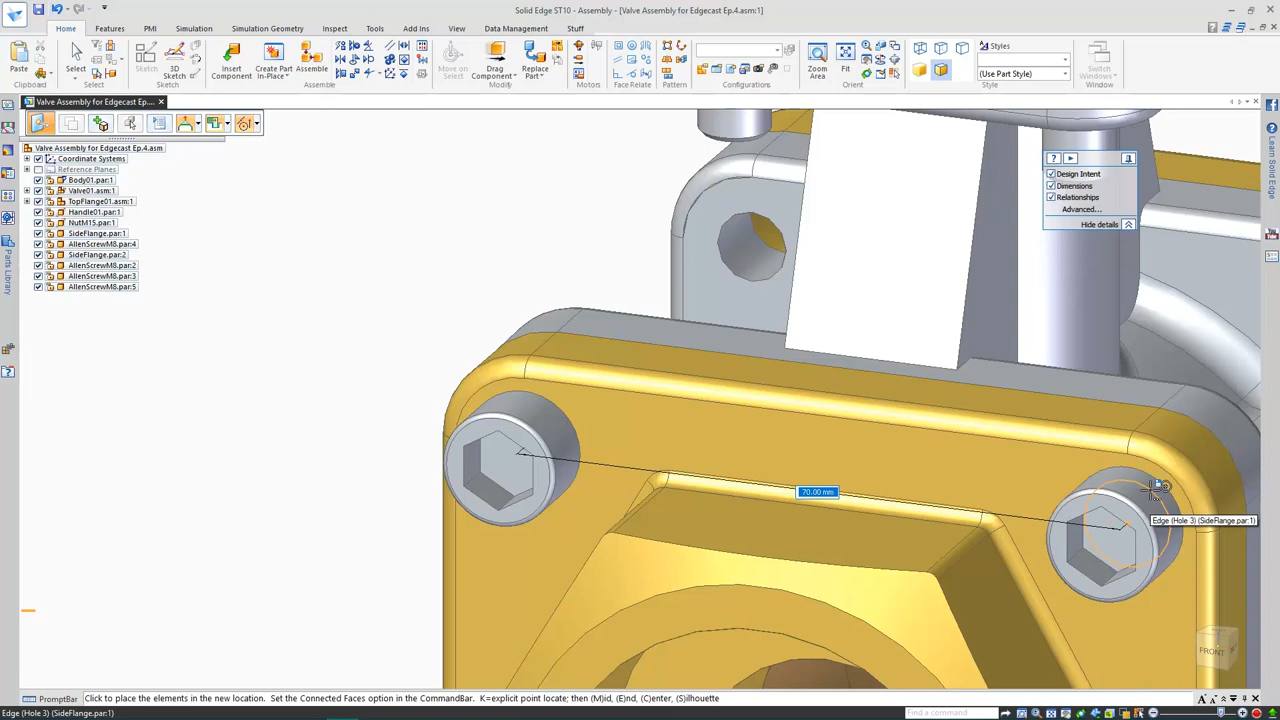 Solid Edge ST10 - Assembly - [Valve Assembly for Edgecast Ep.4.asm:1]
Home Features PMI Simulation Simulation Geometry Inspect Tools Add Ins View Data Management Stuff
Paste
Select
Sketch
3D Sketch
Insert Component
Create Part In-Place
Assemble
Move on Select
Drag Component
Replace Part
Zoom Area
Fit
Styles
(Use Part Style)
Switch Windows
Clipboard Select Sketch Assemble Modify Motors Face Relate Pattern Configurations Orient Style Window
Valve Assembly for Edgecast Ep....
Valve Assembly for Edgecast Ep.4.asm
Coordinate Systems
Reference Planes
Body01.par:1
Valve01.asm:1
TopFlange01.asm:1
Handle01.par:1
NutM15.par:1
SideFlange.par:1
AllenScrewM8.par:4
SideFlange.par:2
AllenScrewM8.par:2
AllenScrewM8.par:3
AllenScrewM8.par:5
Parts Library
Design Intent
Dimensions
Relationships
Advanced...
Hide details
Learn Solid Edge
70.00 mm
Edge (Hole 3) (SideFlange.par:1)
FRONT
PromptBar Click to place the elements in the new location. Set the Connected Faces option in the CommandBar. K=explicit point locate; then (M)id, (E)nd, (C)enter, (S)ilhouette
Edge (Hole 3) (SideFlange.par:1)
Find a command